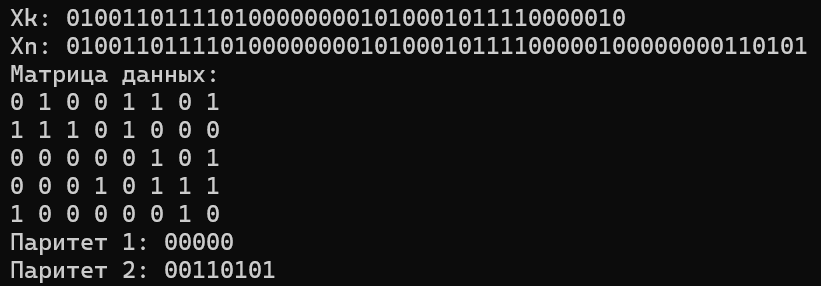 Xk: 0100110111101000000001010001011110000010
Xn: 01001101111010000000010100010111100000100000000110101
Матрица данных:
0 1 0 0 1 1 0 1
1 1 1 0 1 0 0 0
0 0 0 0 0 1 0 1
0 0 0 1 0 1 1 1
1 0 0 0 0 0 1 0
Паритет 1: 00000
Паритет 2: 00110101